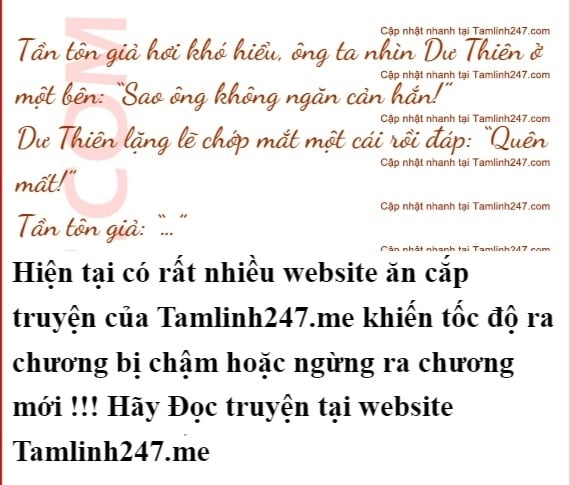 Cập nhật nhanh tại Tamlinh247.com
Tần tôn giả hơi khó hiểu, ông ta nhìn Dư Thiên ở
Cập nhật nhanh tại Tamlinh247.com
một bên: “Sao ông không ngăn cản hắn!”
Cập nhật nhanh tại Tamlinh247.com
Dư Thiên lặng lẽ chớp mắt một cái rồi đáp: “Quên
Cập nhật nhanh tại Tamlinh247.com
mất!”
Cập nhật nhanh tại Tamlinh247.com
Tần tôn giả: “...”
Cập nhật nhanh tại Tamlinh247.com
COM
Hiện tại có rất nhiều website ăn cắp
truyện của Tamlinh247.me khiến tốc độ ra
chương bị chậm hoặc ngừng ra chương
mới !!! Hãy Đọc truyện tại website
Tamlinh247.me